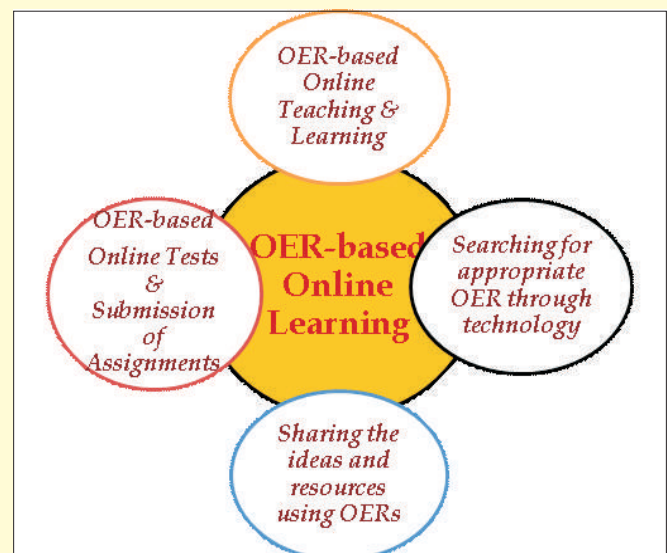 OER-based
Online
Teaching &
Learning
OER-based
Online Tests
&
Submission
of
Assignments
OER-based
Online
Learning
Searching for
appropriate
OER through
technology
Sharing the
ideas and
resources
using OERs